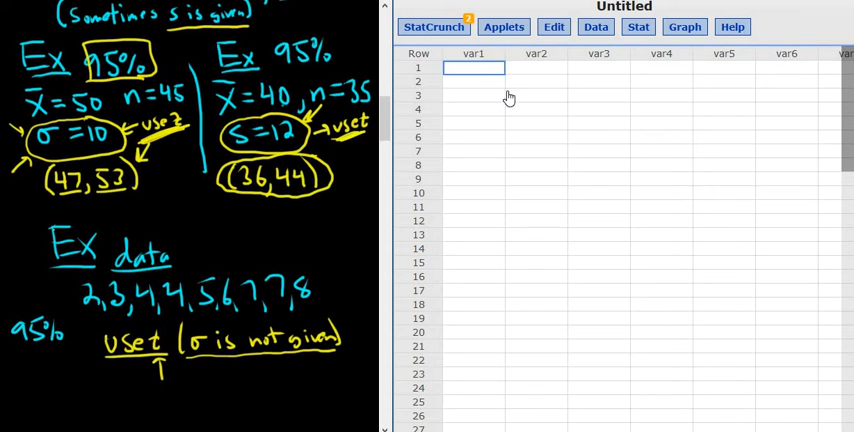 (Sometimes s is given)
Ex 95%
x̄ = 50 n=45
σ = 10 use z
(47, 53)
Ex 95%
x̄ = 40, n=35
s = 12 → use t
(36, 44)
Ex data
2, 3, 4, 4, 5, 6, 7, 7, 8
95% use t (σ is not given)
Untitled
StatCrunch 2 Applets Edit Data Stat Graph Help
Row var1 var2 var3 var4 var5 var6 var
1
2
3
4
5
6
7
8
9
10
11
12
13
14
15
16
17
18
19
20
21
22
23
24
25
26
27